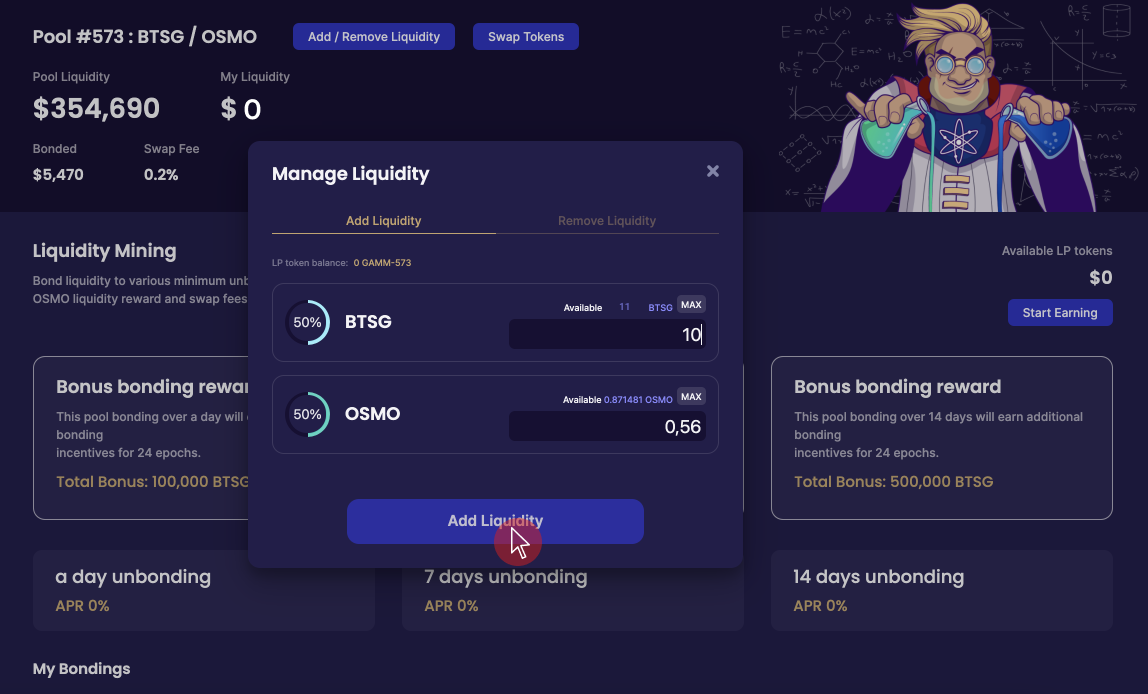 Pool #573 : BTSG / OSMO
Add / Remove Liquidity
Swap Tokens
Pool Liquidity
My Liquidity
$354,690
$ 0
Bonded
Swap Fee
$5,470
0.2%
Manage Liquidity
Add Liquidity
Remove Liquidity
LP token balance: 0 GAMM-573
50%
BTSG
Available 11 BTSG MAX
10
50%
OSMO
Available 0.871481 OSMO MAX
0,56
Add Liquidity
Liquidity Mining
Bond liquidity to various minimum
OSMO liquidity reward and swap fees
Available LP tokens
$0
Start Earning
Bonus bonding
This pool bonding over a day will
bonding
incentives for 24 epochs.
Total Bonus: 100,000 BTSG
Bonus bonding reward
This pool bonding over 14 days will earn additional
bonding
incentives for 24 epochs.
Total Bonus: 500,000 BTSG
a day unbonding
APR 0%
7 days unbonding
APR 0%
14 days unbonding
APR 0%
My Bondings